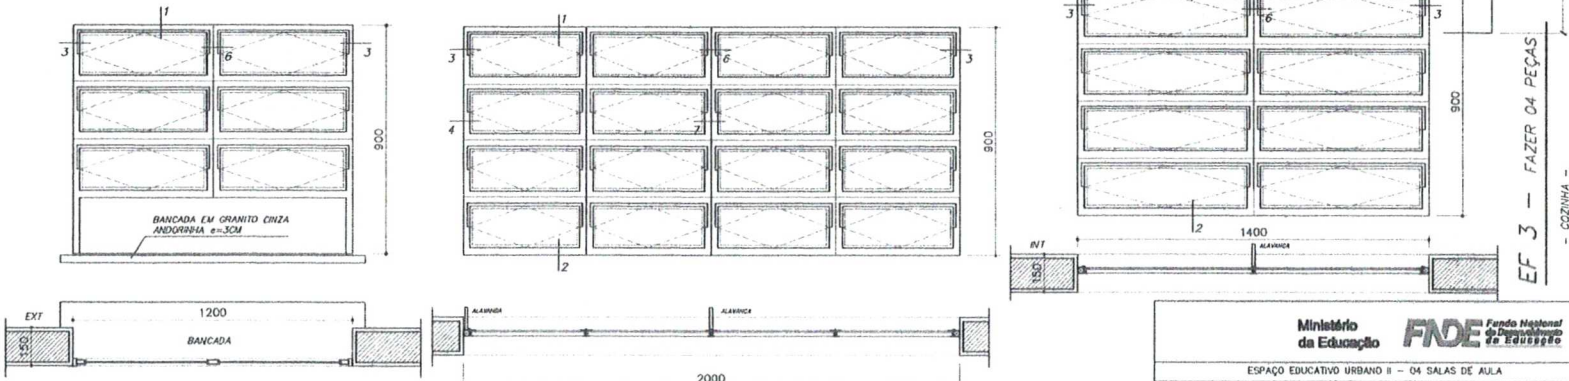 1
3
6
3
900
BANCADA EM GRANITO CINZA
ANDORINHA e=3CM
EXT
1200
150
BANCADA
1
3
6
3
4
7
900
2
ALAVANCA
ALAVANCA
2000
3
6
3
900
2
1400
INT
ALAVANCA
150
EF 3 - FAZER 04 PEÇAS
- COZINHA -
Ministério
da Educação
FNDE
Fundo Nacional
de Desenvolvimento
da Educação
ESPAÇO EDUCATIVO URBANO II - 04 SALAS DE AULA